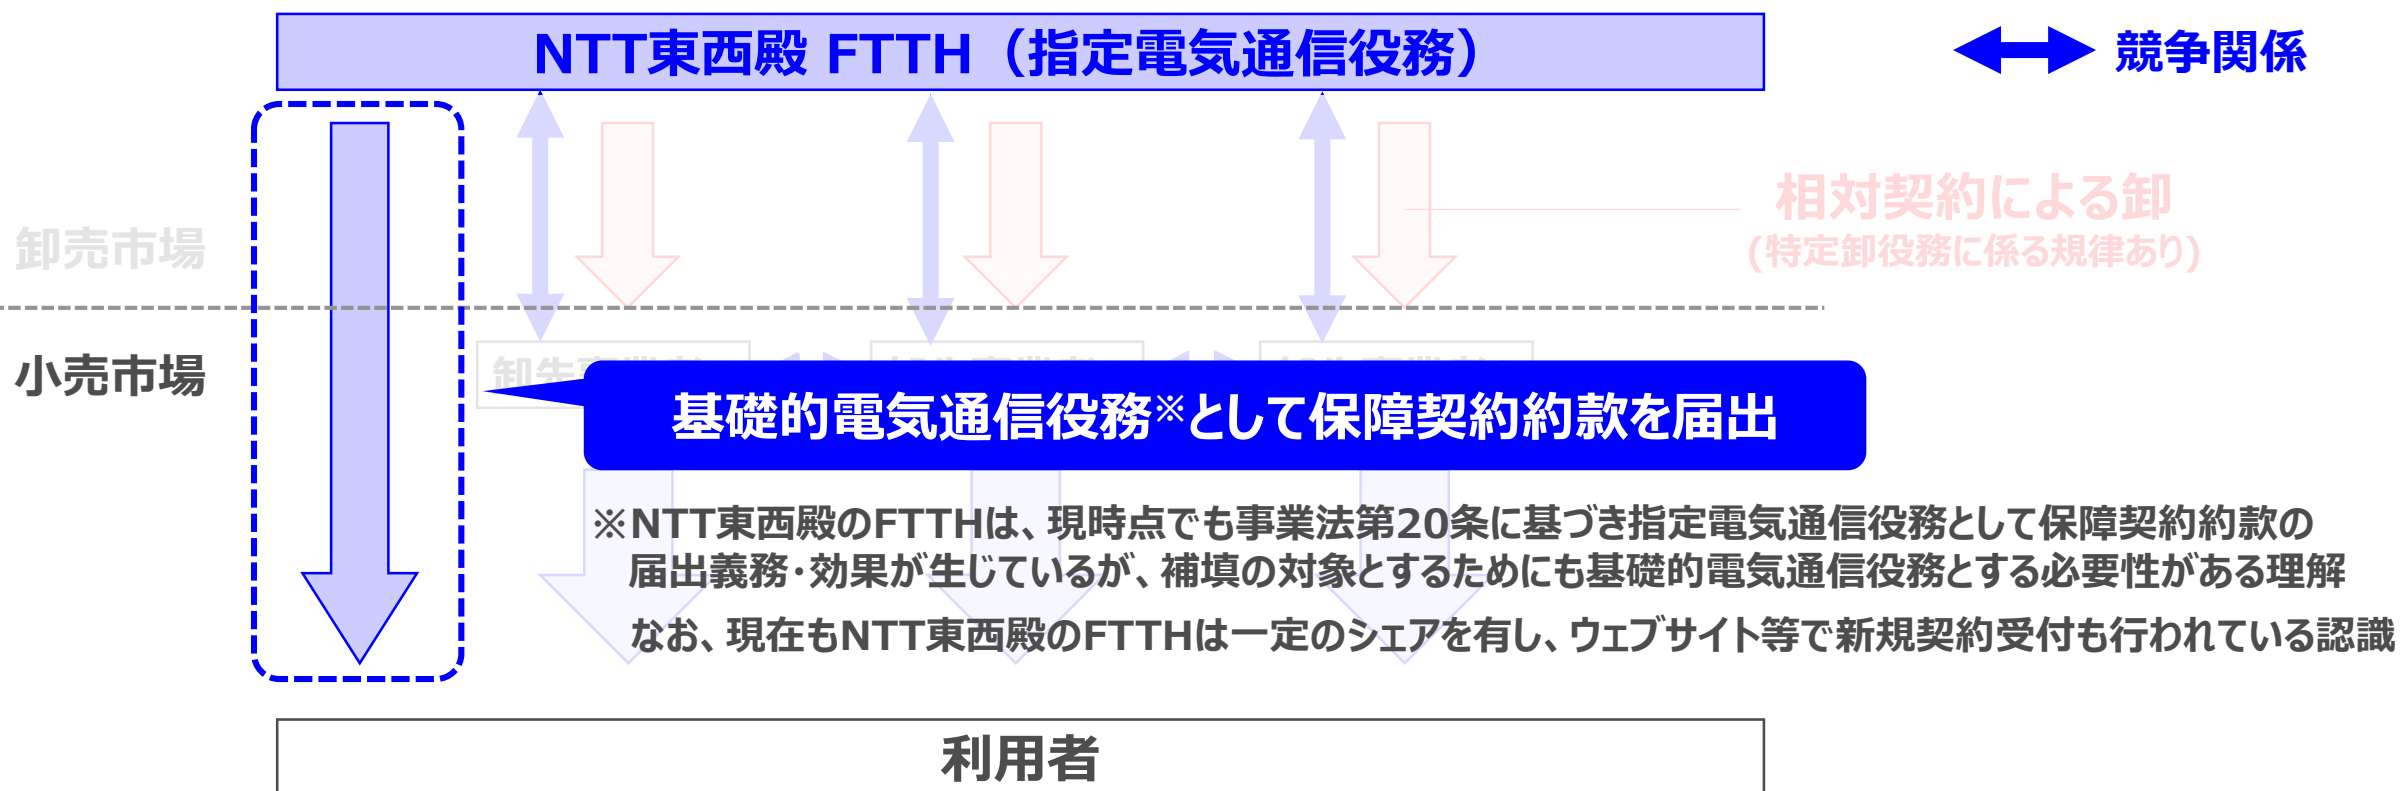 NTT東西殿 FTTH（指定電気通信役務）
競争関係
相対契約による卸
(特定卸役務に係る規律あり)
卸売市場
小売市場
基礎的電気通信役務※として保障契約約款を届出
※NTT東西殿のFTTHは、現時点でも事業法第20条に基づき指定電気通信役務として保障契約約款の
届出義務・効果が生じているが、補填の対象とするためにも基礎的電気通信役務とする必要性がある理解
なお、現在もNTT東西殿のFTTHは一定のシェアを有し、ウェブサイト等で新規契約受付も行われている認識
利用者